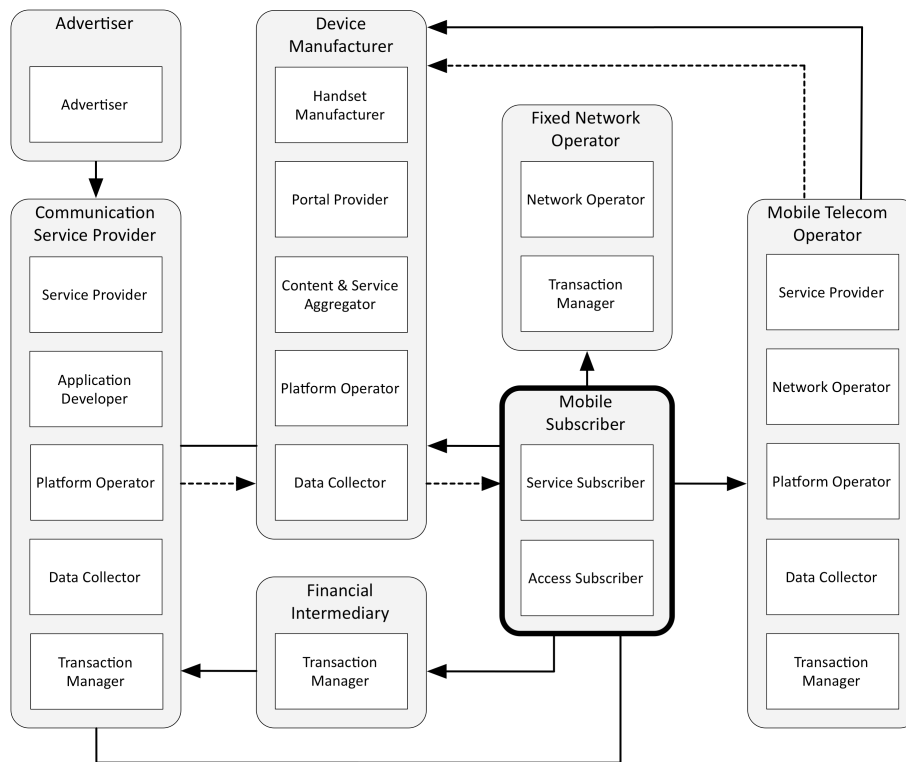 Advertiser
Advertiser
Communication
Service Provider
Service Provider
Application
Developer
Platform Operator
Data Collector
Transaction
Manager
Device
Manufacturer
Handset
Manufacturer
Portal Provider
Content & Service
Aggregator
Platform Operator
Data Collector
Financial
Intermediary
Transaction
Manager
Fixed Network
Operator
Network Operator
Transaction
Manager
Mobile
Subscriber
Service Subscriber
Access Subscriber
Mobile Telecom
Operator
Service Provider
Network Operator
Platform Operator
Data Collector
Transaction
Manager